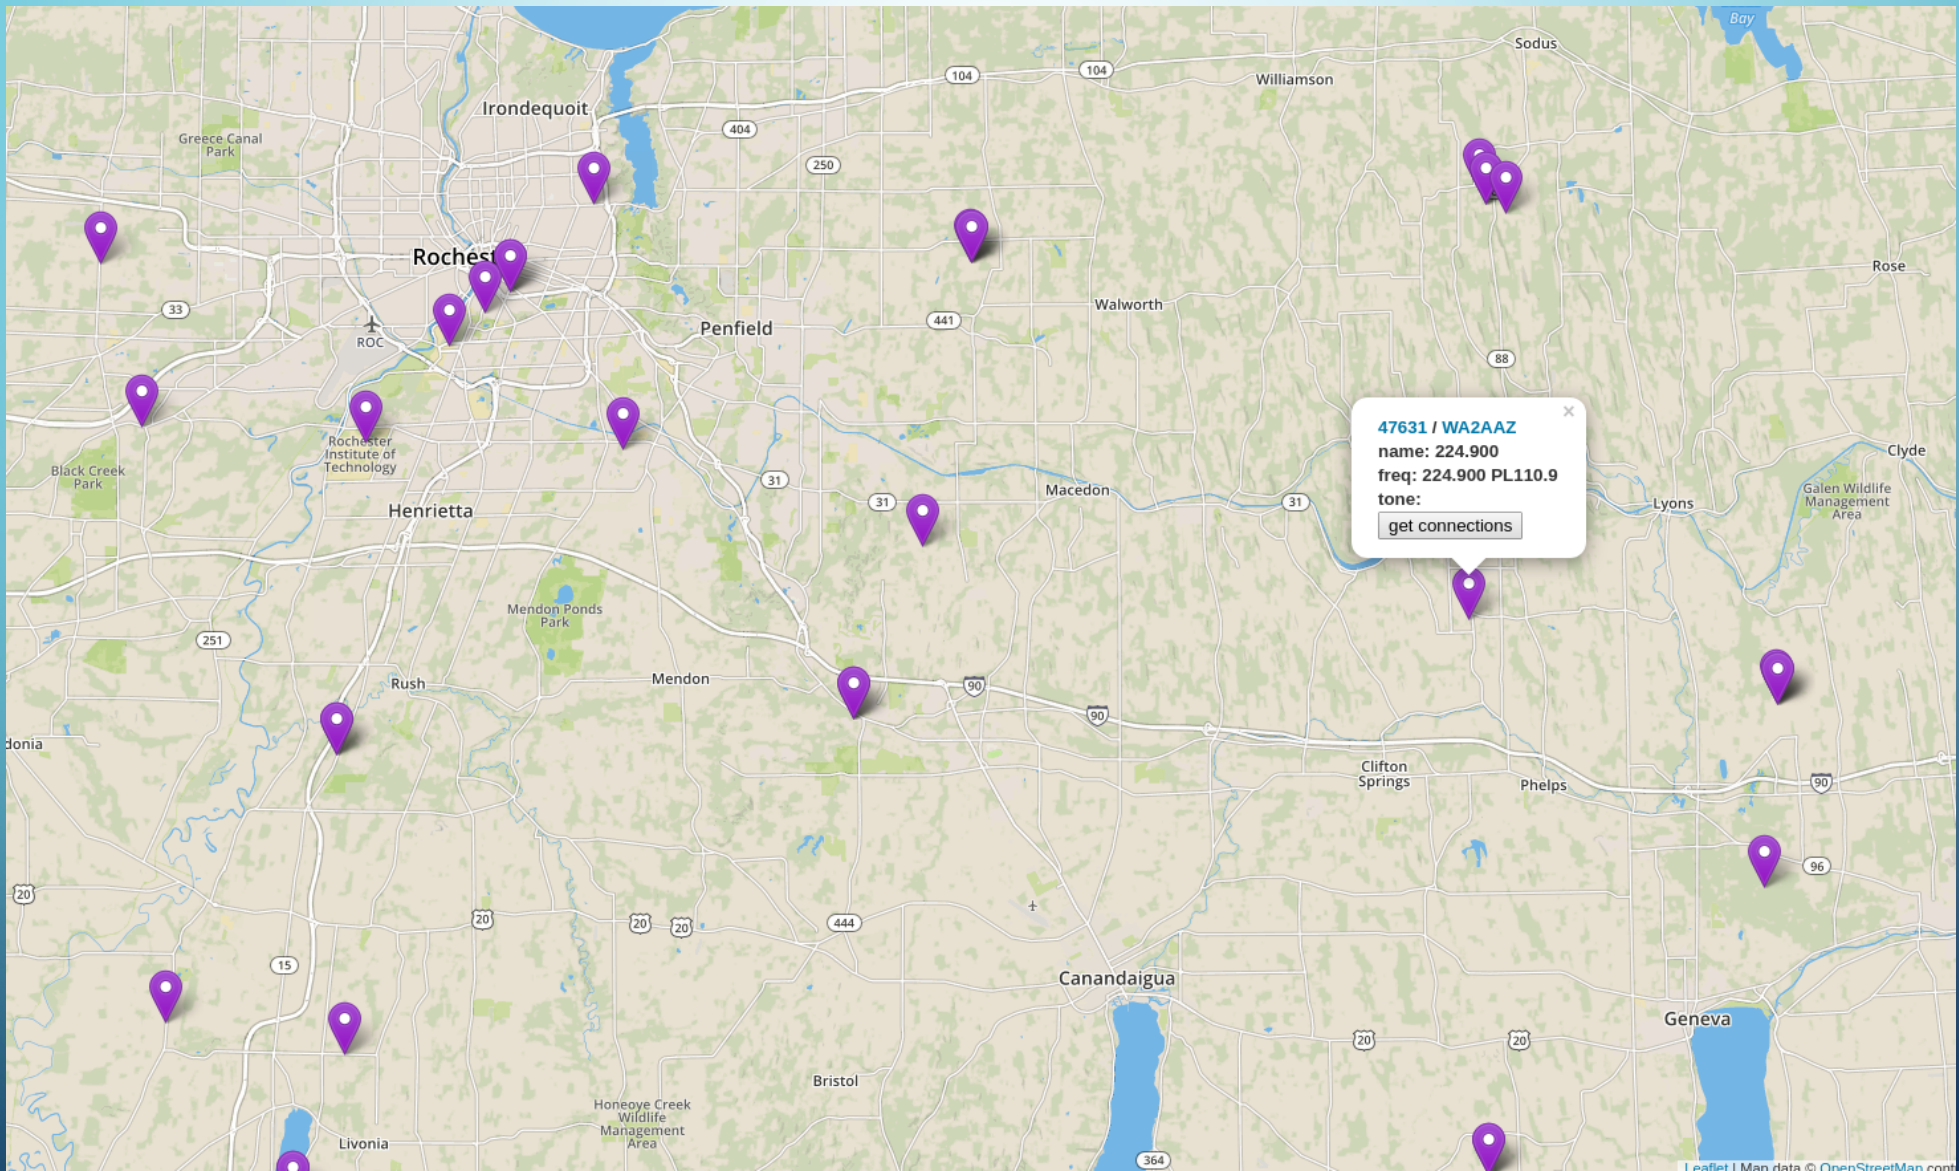 Bay
Sodus
104
104
Williamson
Irondequoit
404
Greece Canal
Park
250
Rochest
Rose
33
Walworth
441
Penfield
ROC
88
×
47631 / WA2AAZ
name: 224.900
freq: 224.900 PL110.9
tone:
get connections
Rochester
Institute of
Technology
Black Creek
Park
Clyde
31
Macedon
31
31
Lyons
Galen Wildlife
Management
Area
Henrietta
Mendon Ponds
Park
251
Rush
Mendon
90
90
donia
Clifton
Springs
Phelps
90
96
20
20
20
20
444
15
Canandaigua
Geneva
20
20
Bristol
Honeoye Creek
Wildlife
Management
Area
Livonia
364
Leaflet | Map data © OpenStreetMap cont